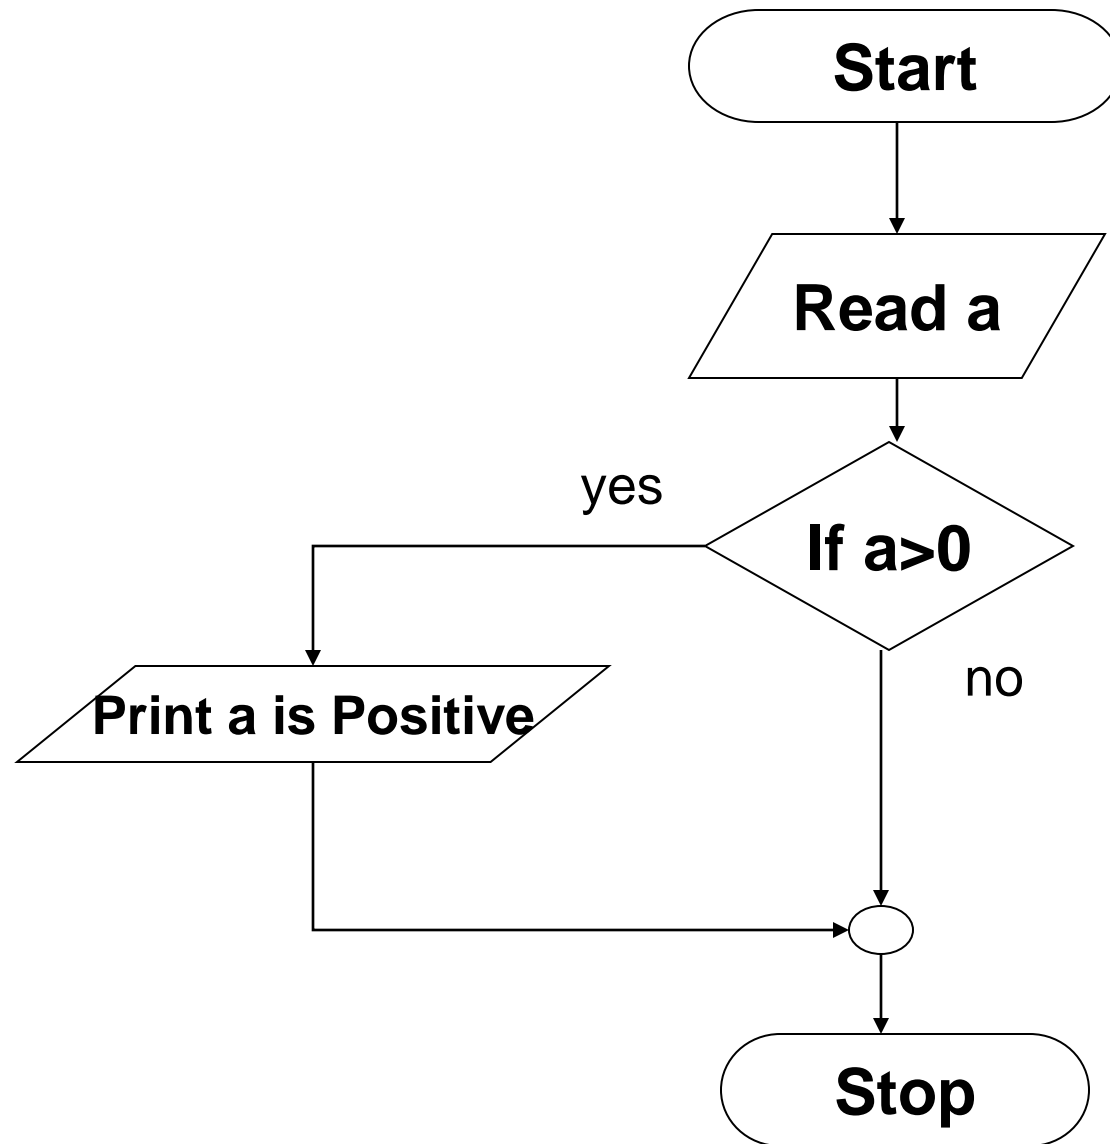 Start
Read a
yes
If a>0
no
Print a is Positive
Stop